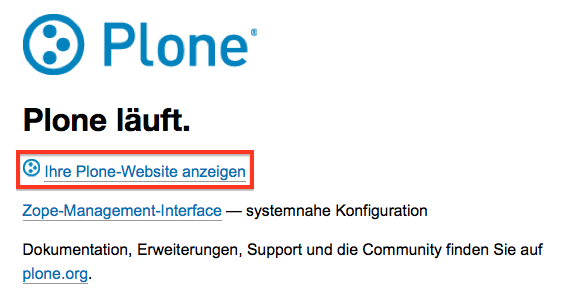 Plone®
Plone läuft.
Ihre Plone-Website anzeigen
Zope-Management-Interface — systemnahe Konfiguration
Dokumentation, Erweiterungen, Support und die Community finden Sie auf
plone.org.